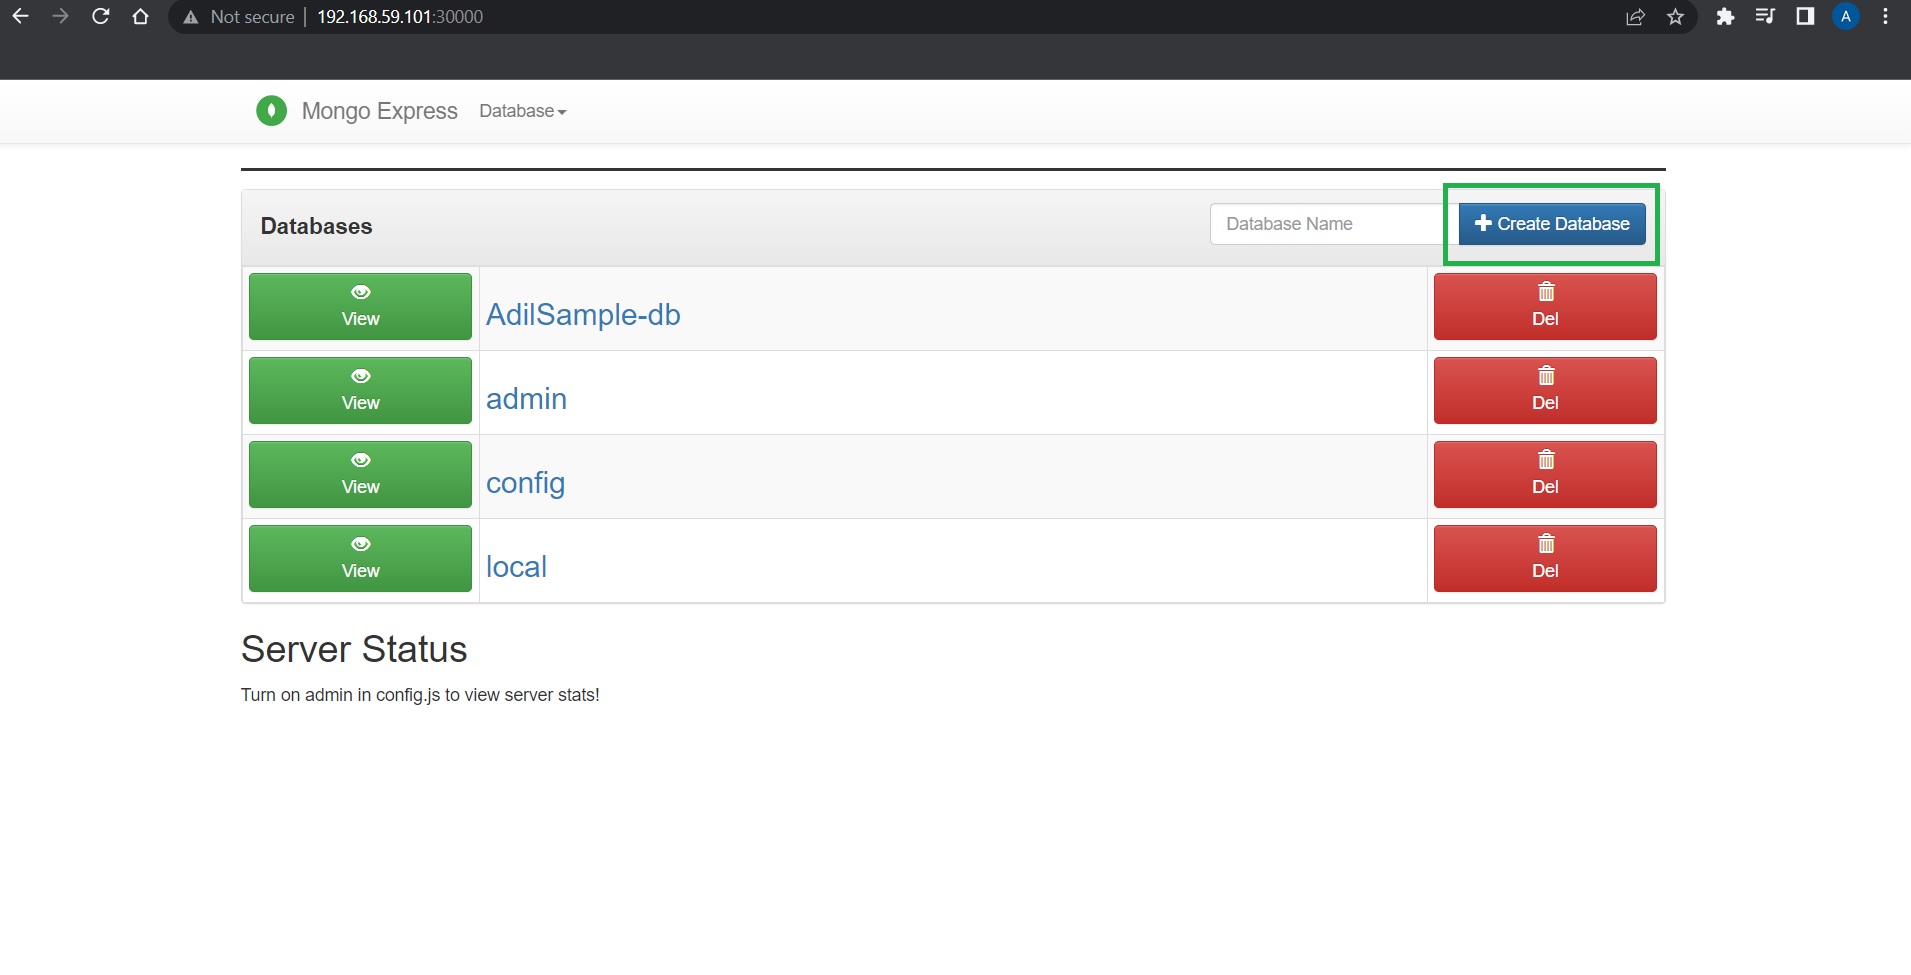 Not secure | 192.168.59.101:30000
A
Mongo Express Database
Databases
Database Name
Create Database
View
AdilSample-db
Del
View
admin
Del
View
config
Del
View
local
Del
Server Status
Turn on admin in config.js to view server stats!